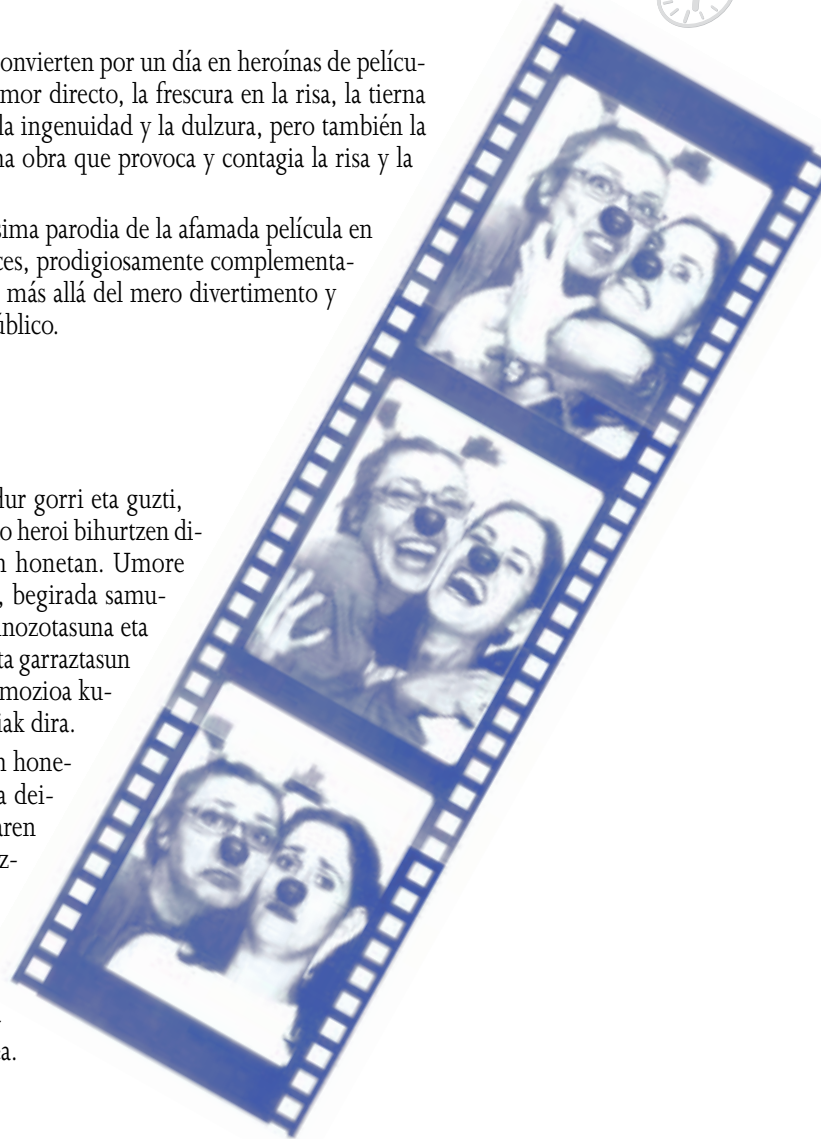 onvierten por un día en heroínas de pelícu-
mor directo, la frescura en la risa, la tierna
la ingenuidad y la dulzura, pero también la
na obra que provoca y contagia la risa y la
sima parodia de la afamada película en
ces, prodigiosamente complementa-
más allá del mero divertimento y
úblico.
dur gorri eta guzti,
o heroi bihurtzen di-
n honetan. Umore
, begirada samu-
inozotasuna eta
ta garraztasun
mozioa ku-
iak dira.
n hone-
a dei-
aren
z-
a.